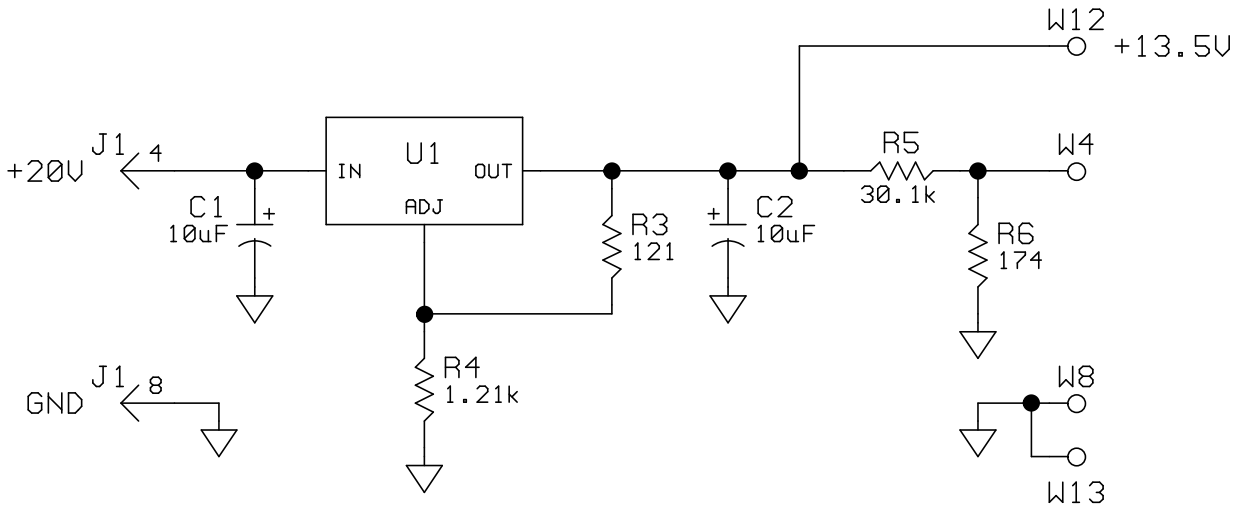 W12
+13.5V
J1 4
+20V
IN
U1
OUT
ADJ
R5
30.1k
W4
C1
10uF
+
R3
121
+
C2
10uF
R6
174
R4
1.21k
J1 8
GND
W8
W13